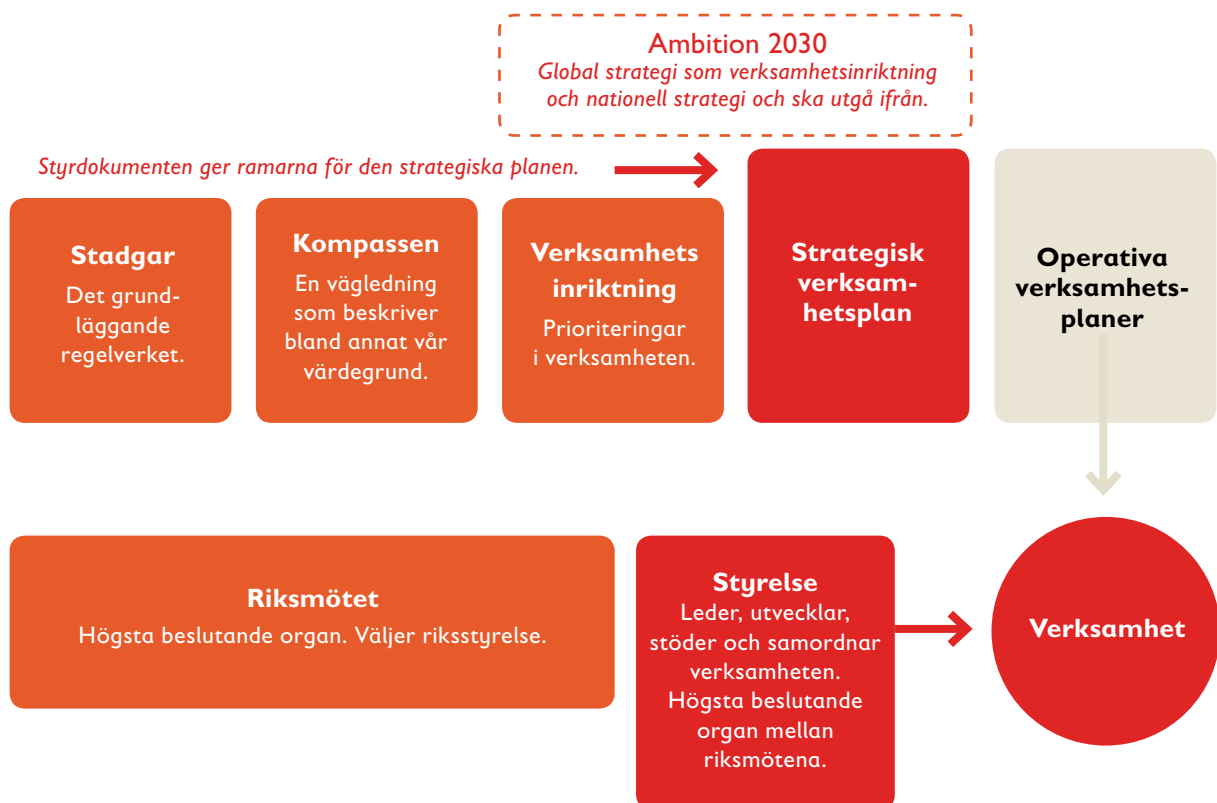 Ambition 2030
Global strategi som verksamhetsinriktning
och nationell strategi och ska utgå ifrån.
Styrdokumenten ger ramarna för den strategiska planen.
Stadgar
Det grund-
läggande
regelverket.
Kompassen
En vägledning
som beskriver
bland annat vår
värdegrund.
Verksamhets
inriktning
Prioriteringar
i verksamheten.
Strategisk
verksam-
hetsplan
Operativa
verksamhets-
planer
Riksmötet
Högsta beslutande organ. Väljer riksstyrelse.
Styrelse
Leder, utvecklar,
stöder och samordnar
verksamheten.
Högsta beslutande
organ mellan
riksmötena.
Verksamhet